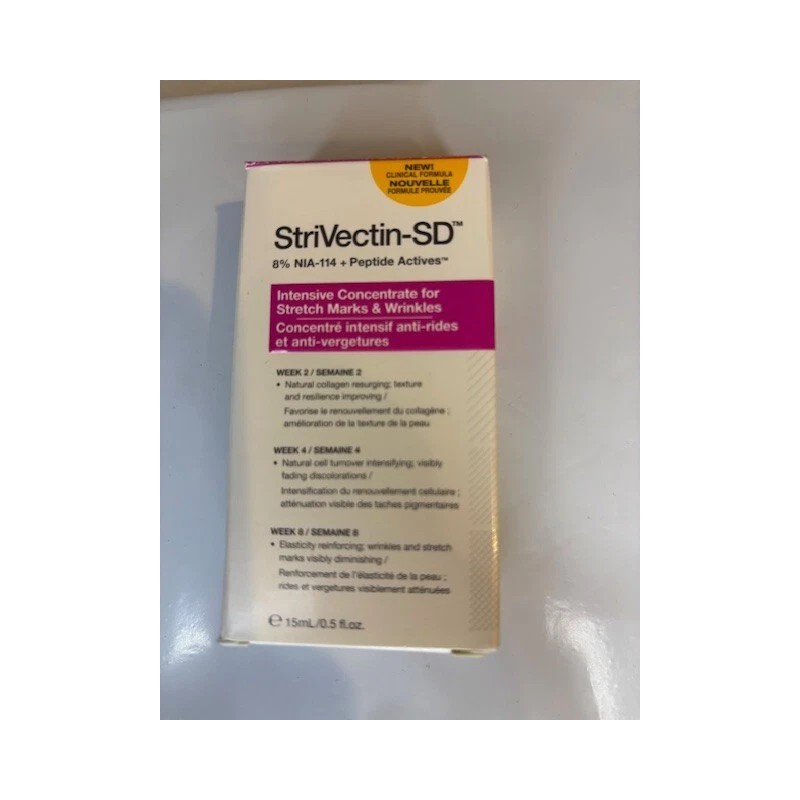 NEW!
CLINICAL FORMULA
NOUVELLE
FORMULE PROUVÉE
StriVectin-SD™
8% NIA-114 + Peptide Actives™
Intensive Concentrate for
Stretch Marks & Wrinkles
Concentré intensif anti-rides
et anti-vergetures
WEEK 2 / SEMAINE 2
• Natural collagen resurging; texture
and resilience improving /
Favorise le renouvellement du collagène ;
amélioration de la texture de la peau
WEEK 4 / SEMAINE 4
• Natural cell turnover intensifying; visibly
fading discolorations /
Intensification du renouvellement cellulaire ;
atténuation visible des taches pigmentaires
WEEK 8 / SEMAINE 8
• Elasticity reinforcing; wrinkles and stretch
marks visibly diminishing /
Renforcement de l'élasticité de la peau ;
rides et vergetures visiblement atténuées
℮ 15mL/0.5 fl.oz.